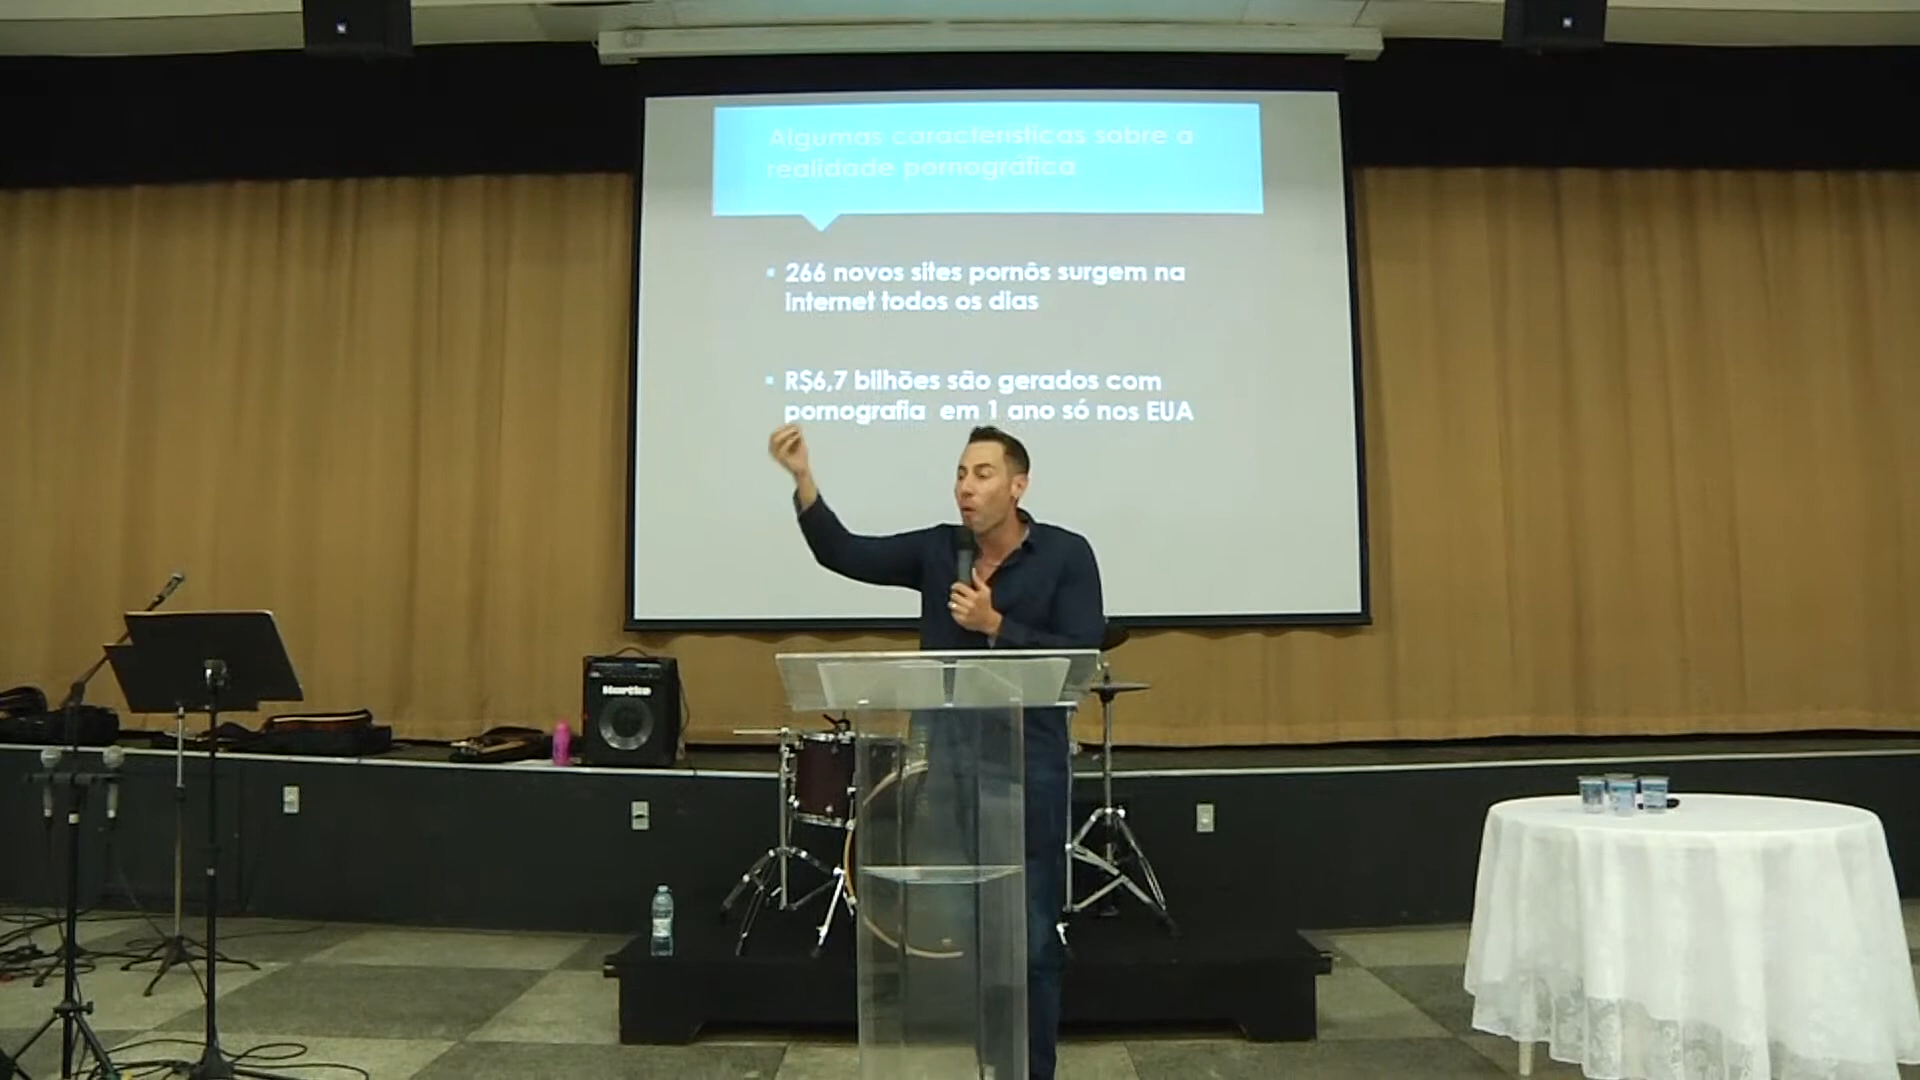 Algumas características sobre a
realidade pornográfica
266 novos sites pornôs surgem na
internet todos os dias
R$6,7 bilhões são gerados com
pornografia em 1 ano só nos EUA
Hartke